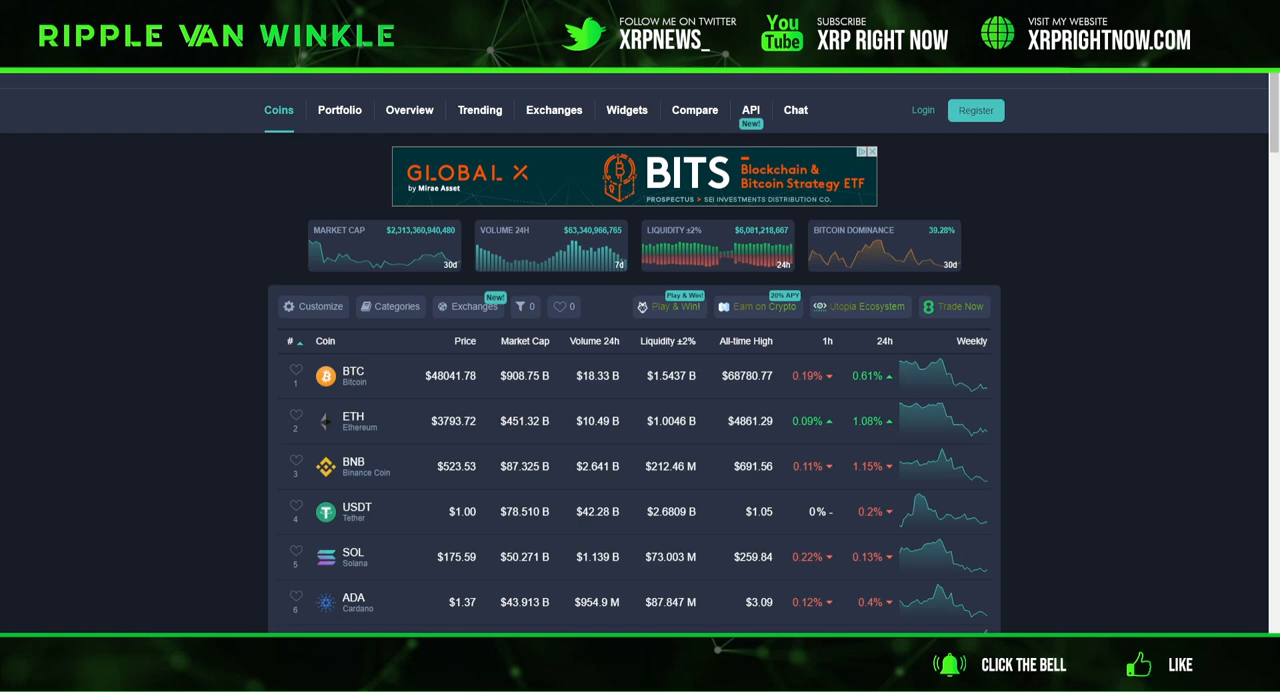 RIPPLE VAN WINKLE
FOLLOW ME ON TWITTER
XRPNEWS_
You Tube
SUBSCRIBE
XRP RIGHT NOW
VISIT MY WEBSITE
XRPRIGHTNOW.COM
Coins Portfolio Overview Trending Exchanges Widgets Compare API Chat Login Register
New!
GLOBAL X
by Mirae Asset
BITS
Blockchain &
Bitcoin Strategy ETF
PROSPECTUS > SEI INVESTMENTS DISTRIBUTION CO.
MARKET CAP $2,313,360,940,480
30d
VOLUME 24H $63,340,966,765
7d
LIQUIDITY ±2% $6,081,218,667
24h
BITCOIN DOMINANCE 39.28%
30d
New! Play & Win! 20% APY
Customize Categories Exchanges 0 0 Play & Win! Earn on Crypto Utopia Ecosystem Trade Now
# Coin Price Market Cap Volume 24h Liquidity ±2% All-time High 1h 24h Weekly
1 BTC Bitcoin $48041.78 $908.75 B $18.33 B $1.5437 B $68780.77 0.19% 0.61%
2 ETH Ethereum $3793.72 $451.32 B $10.49 B $1.0046 B $4861.29 0.09% 1.08%
3 BNB Binance Coin $523.53 $87.325 B $2.641 B $212.46 M $691.56 0.11% 1.15%
4 USDT Tether $1.00 $78.510 B $42.28 B $2.6809 B $1.05 0% - 0.2%
5 SOL Solana $175.59 $50.271 B $1.139 B $73.003 M $259.84 0.22% 0.13%
6 ADA Cardano $1.37 $43.913 B $954.9 M $87.847 M $3.09 0.12% 0.4%
CLICK THE BELL LIKE